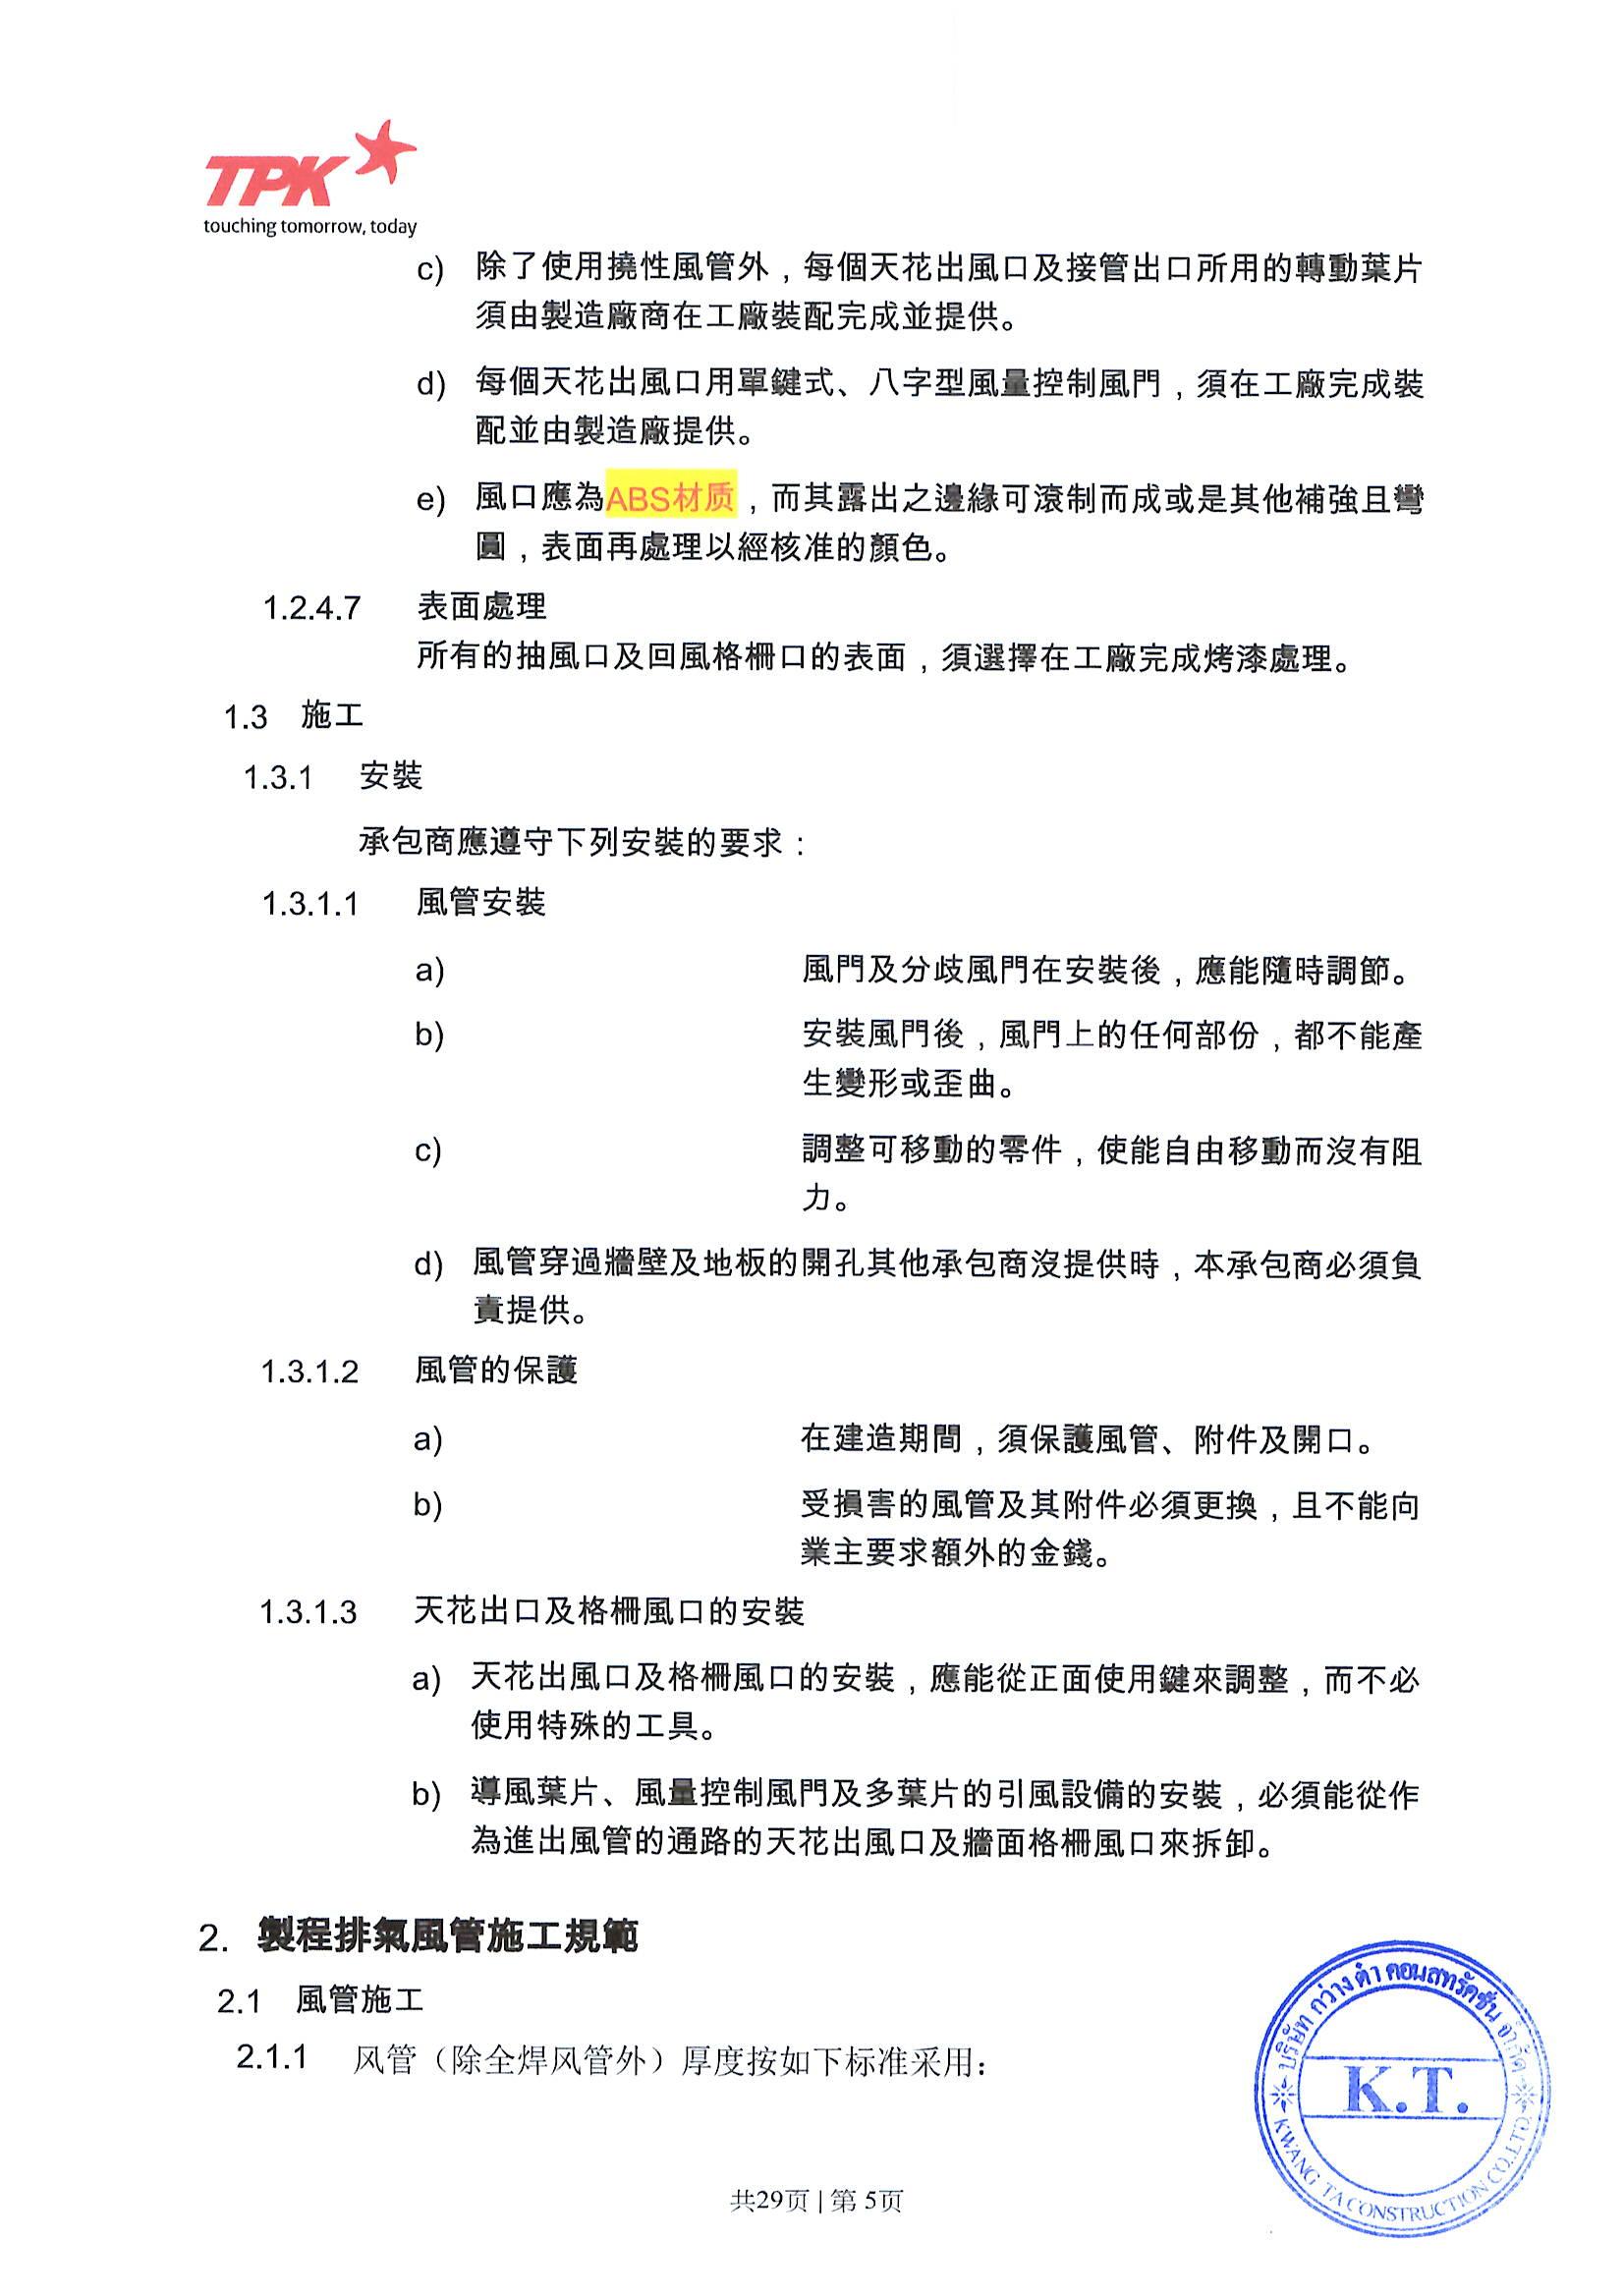 TPK
touching tomorrow, today
c) 除了使用撓性風管外，每個天花出風口及接管出口所用的轉動葉片
須由製造廠商在工廠裝配完成並提供。
d) 每個天花出風口用單鍵式、八字型風量控制風門，須在工廠完成裝
配並由製造廠提供。
e) 風口應為ABS材质，而其露出之邊緣可滾制而成或是其他補強且彎
圓，表面再處理以經核准的顏色。
1.2.4.7 表面處理
所有的抽風口及回風格柵口的表面，須選擇在工廠完成烤漆處理。
1.3 施工
1.3.1 安裝
承包商應遵守下列安裝的要求：
1.3.1.1 風管安裝
a) 風門及分歧風門在安裝後，應能隨時調節。
b) 安裝風門後，風門上的任何部份，都不能產
生變形或歪曲。
c) 調整可移動的零件，使能自由移動而沒有阻
力。
d) 風管穿過牆壁及地板的開孔其他承包商沒提供時，本承包商必須負
責提供。
1.3.1.2 風管的保護
a) 在建造期間，須保護風管、附件及開口。
b) 受損害的風管及其附件必須更換，且不能向
業主要求額外的金錢。
1.3.1.3 天花出口及格柵風口的安裝
a) 天花出風口及格柵風口的安裝，應能從正面使用鍵來調整，而不必
使用特殊的工具。
b) 導風葉片、風量控制風門及多葉片的引風設備的安裝，必須能從作
為進出風管的通路的天花出風口及牆面格柵風口來拆卸。
2. 製程排氣風管施工規範
2.1 風管施工
2.1.1 风管（除全焊风管外）厚度按如下标准采用：
บริษัท กว่าง ต๋า คอนสทรัคชั่น จำกัด
K.T.
KWANG TA CONSTRUCTION CO.,LTD.
共29页 | 第 5页